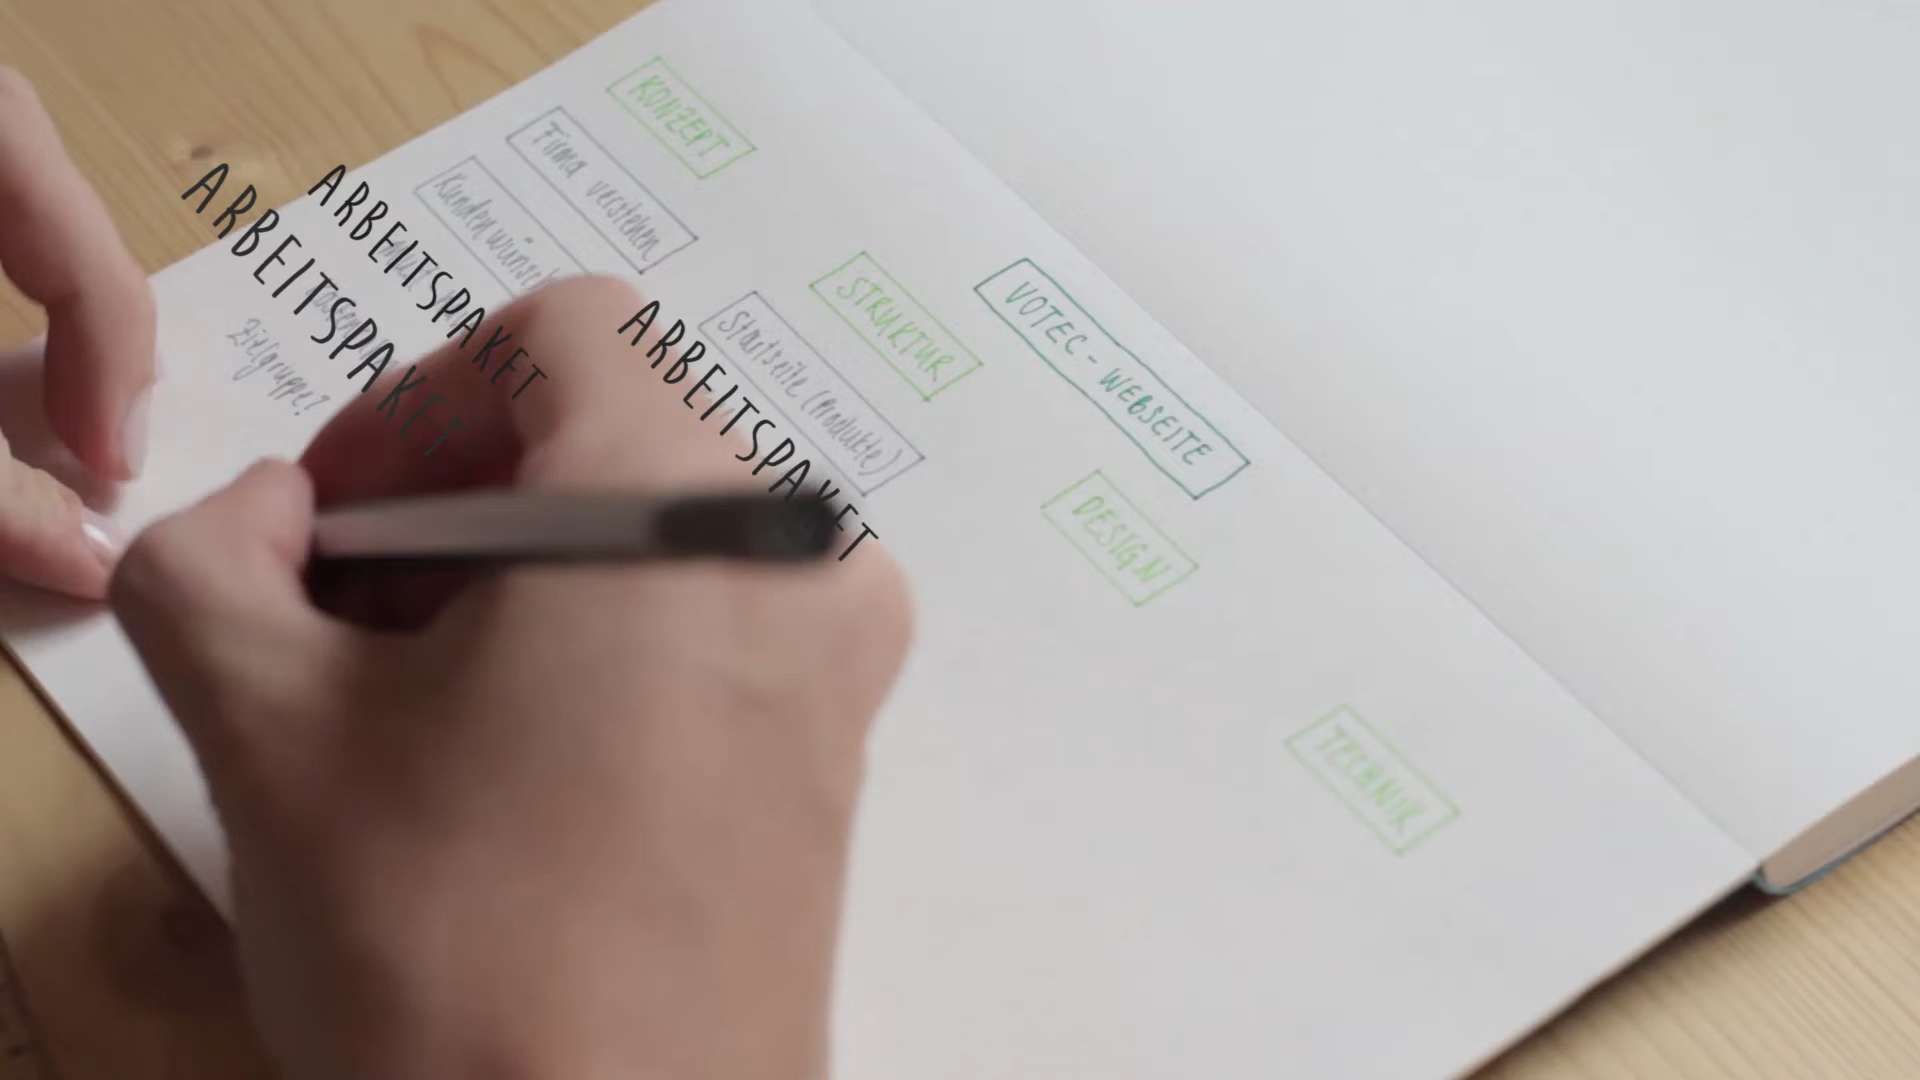 VOTEC-WEBSEITE
KONZEPT
STRUKTUR
DESIGN
TECHNIK
Firma verstehen
Kundenwünsche
Zielgruppe?
Startseite (Produkte)
ARBEITSPAKET
ARBEITSPAKET
ARBEITSPAKET